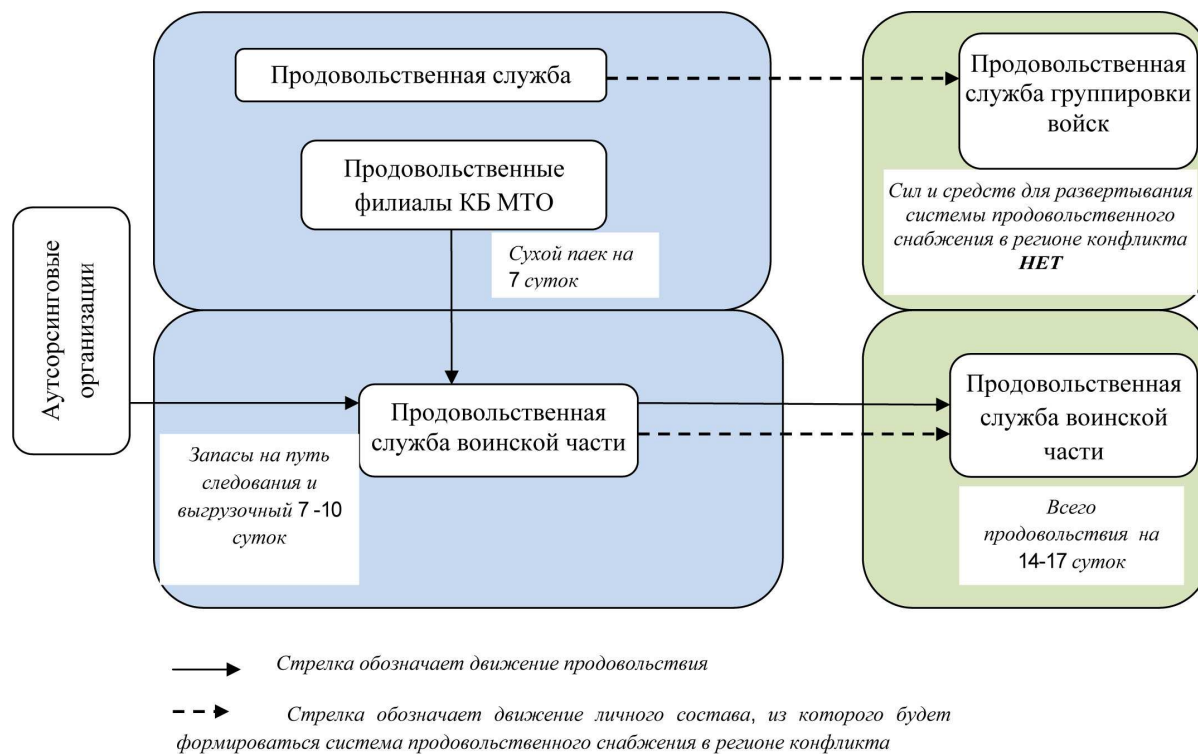 Продовольственная служба
Продовольственная
служба группировки
войск
Продовольственные
филиалы КБ МТО
Сил и средств для развертывания
системы продовольственного
снабжения в регионе конфликта
НЕТ
Сухой паек на
7 суток
Аутсорсинговые
организации
Продовольственная
служба воинской части
Продовольственная
служба воинской
части
Запасы на путь
следования и
выгрузочный 7 -10
суток
Всего
продовольствия на
14-17 суток
Стрелка обозначает движение продовольствия
Стрелка обозначает движение личного состава, из которого будет
формироваться система продовольственного снабжения в регионе конфликта